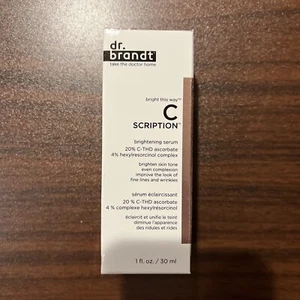 dr.
brandt
take the doctor home
bright this way™
C
SCRIPTION™
brightening serum
20% C-THD ascorbate
4% hexylresorcinol complex
brighten skin tone
even complexion
improve the look of
fine lines and wrinkles
sérum éclaircissant
20 % C-THD ascorbate
4 % complexe hexylrésorcinol
éclaircit et unifie le teint
diminue l'apparence
des ridules et rides
1 fl. oz. / 30 ml